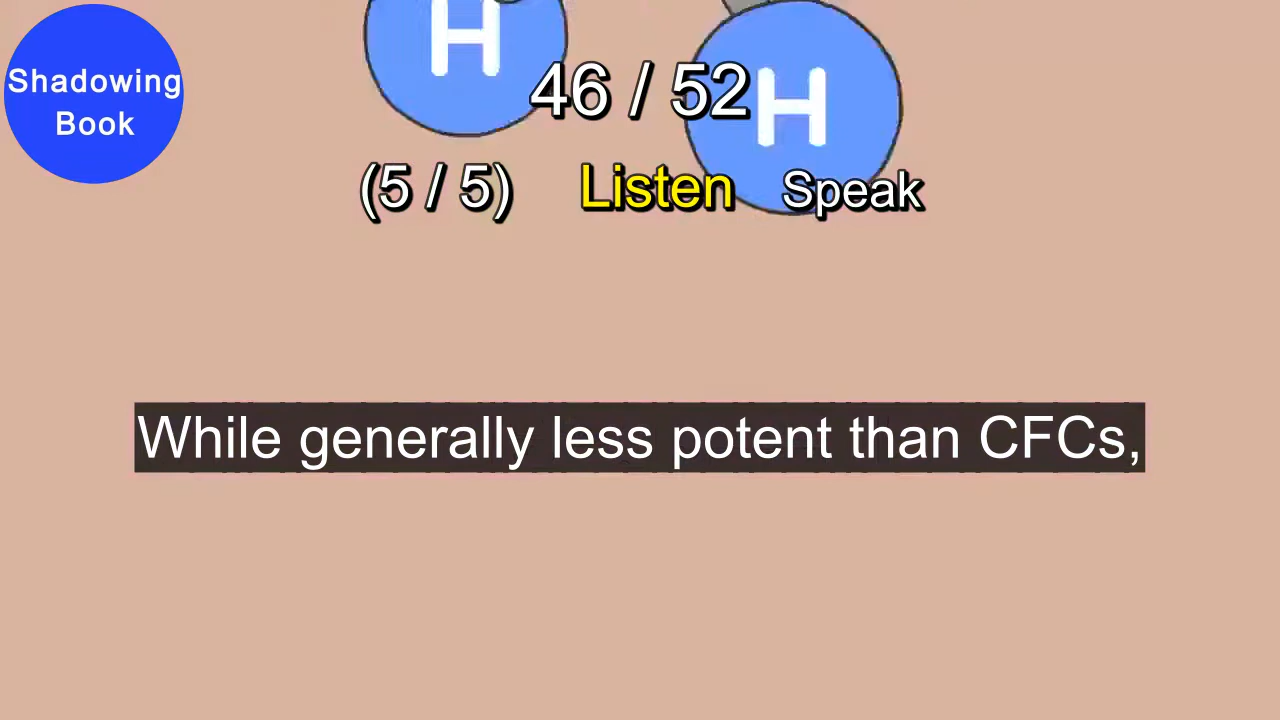 Shadowing
Book
H
H
46 / 52
(5 / 5) Listen Speak
While generally less potent than CFCs,